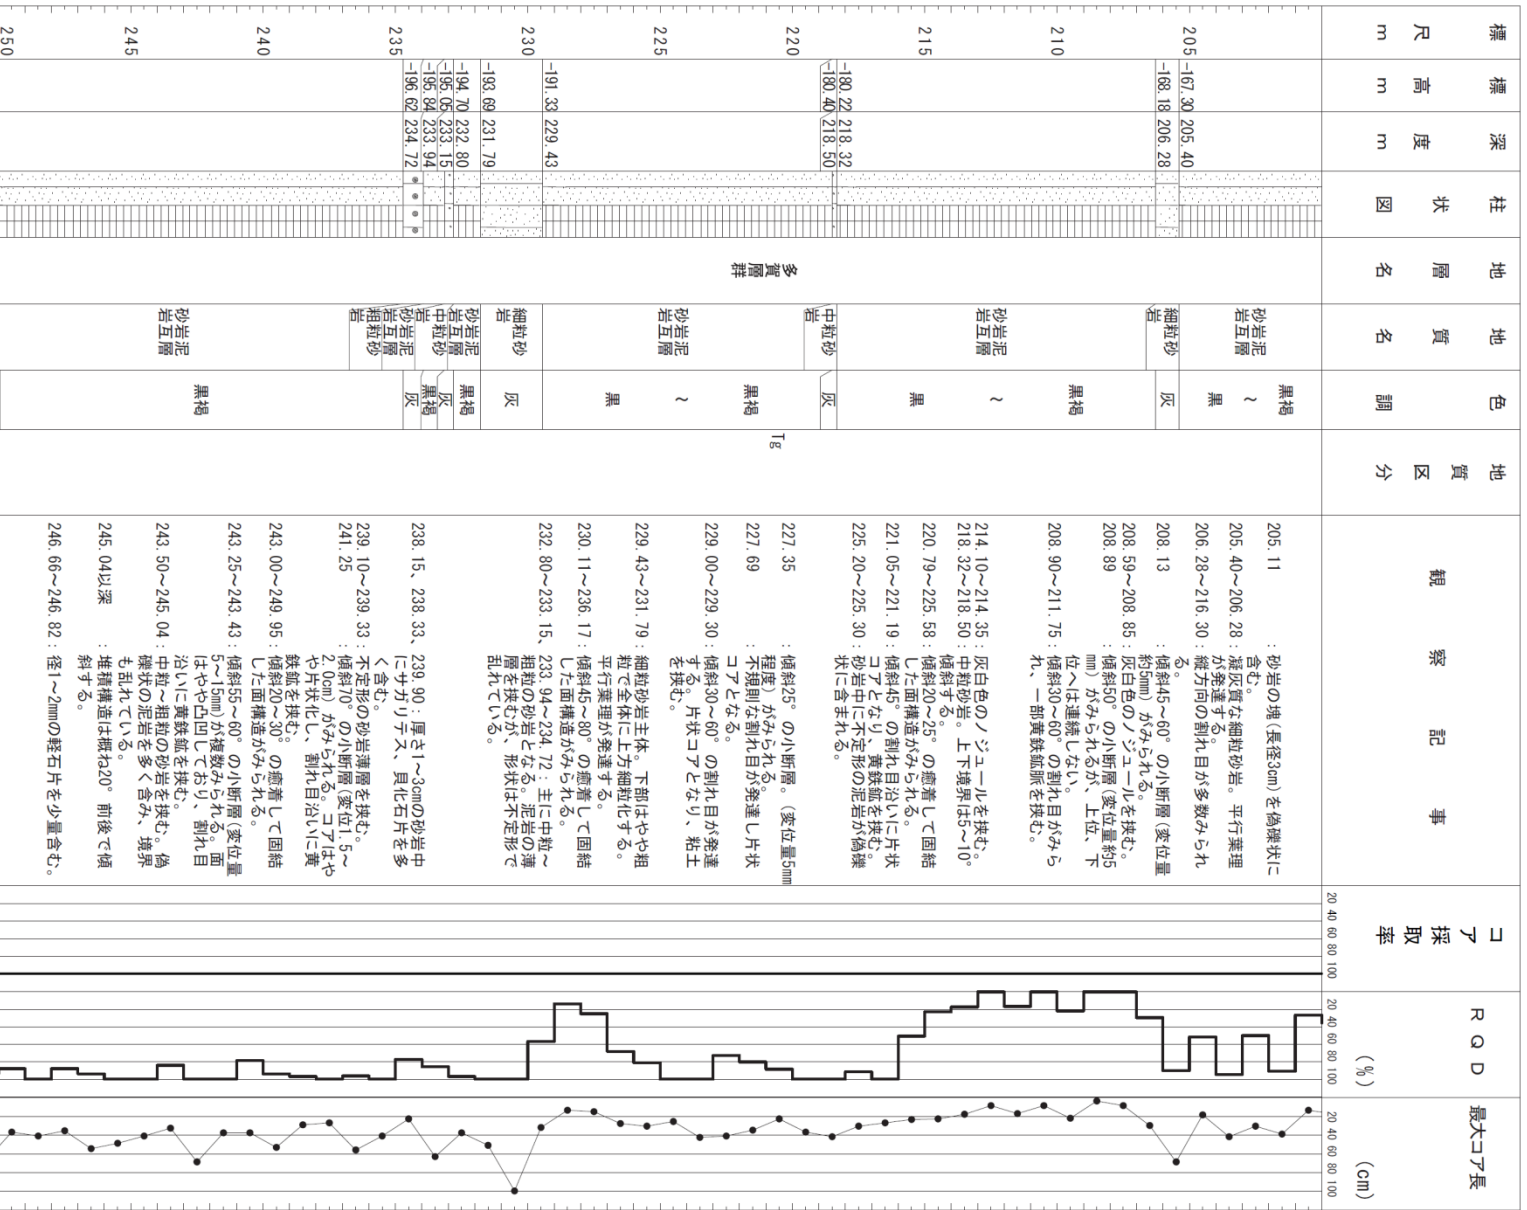 標尺 m
標高 m
深度 m
柱状図
地層名
地質名
色調
地質区分
観察記事
コア採取率
RQD
(%)
最大コア長
(cm)
205
210
215
220
225
230
235
240
245
250
-167.30
-168.18
-180.22
-180.40
-191.33
-193.69
-194.70
-195.05
-195.84
-196.62
205.40
206.28
218.32
218.50
229.43
231.79
232.80
233.15
233.94
234.72
多賀層群
砂岩泥
岩互層
細粒砂
岩
砂岩泥
岩互層
中粒砂
岩
砂岩泥
岩互層
細粒砂
岩
砂岩泥
岩互層
中粒砂
岩
砂岩泥
岩互層
粗粒砂
岩
砂岩泥
岩互層
黒褐
~
黒
灰
黒褐
~
黒
灰
黒褐
~
黒
灰
黒褐
灰
黒褐
灰
黒褐
Tg
205.11 : 砂岩の塊(長径3cm)を偽礫状に
含む。
205.40~206.28 : 凝灰質な細粒砂岩。平行葉理
が発達する。
206.28~216.30 : 縦方向の割れ目が多数みられ
る。
208.13 : 傾斜45~60°の小断層(変位量
約5mm)がみられる。
208.59~208.85 : 灰白色のノジュールを挟む。
208.89 : 傾斜50°の小断層(変位量約5
mm)がみられるが、上位、下
位へは連続しない。
208.90~211.75 : 傾斜30~60°の割れ目がみら
れ、一部黄鉄鉱脈を挟む。
214.10~214.35 : 灰白色のノジュールを挟む。
218.32~218.50 : 中粒砂岩。上下境界は5~10°
傾斜する。
220.79~225.58 : 傾斜20~25°の癒着して固結
した面構造がみられる。
221.05~221.19 : 傾斜45°の割れ目沿いに片状
コアとなり、黄鉄鉱を挟む。
225.20~225.30 : 砂岩中に不定形の泥岩が偽礫
状に含まれる。
227.35 : 傾斜25°の小断層。(変位量5mm
程度)がみられる。
227.69 : 不規則な割れ目が発達し片状
コアとなる。
229.00~229.30 : 傾斜30~60°の割れ目が発達
する。片状コアとなり、粘土
を挟む。
229.43~231.79 : 細粒砂岩主体。下部はやや粗
粒で全体に上方細粒化する。
平行葉理が発達する。
230.11~236.17 : 傾斜45~80°の癒着して固結
した面構造がみられる。
232.80~233.15、233.94~234.72 : 主に中粒~
粗粒の砂岩となる。泥岩の薄
層を挟むが、形状は不定形で
乱れている。
238.15、238.33、239.90 : 厚さ1~3cmの砂岩中
にサガリテス、貝化石片を多
く含む。
239.10~239.33 : 不定形の砂岩薄層を挟む。
241.25 : 傾斜70°の小断層(変位1.5~
2.0cm)がみられる。コアはや
や片状化し、割れ目沿いに黄
鉄鉱を挟む。
243.00~249.95 : 傾斜20~30°の癒着して固結
した面構造がみられる。
243.25~243.43 : 傾斜55~60°の小断層(変位量
5~15mm)が複数みられる。面
はやや凸凹しており、割れ目
沿いに黄鉄鉱を挟む。
243.50~245.04 : 中粒~粗粒の砂岩を挟む。偽
礫状の泥岩を多く含み、境界
も乱れている。
245.04以深 : 堆積構造は概ね20°前後で傾
斜する。
246.66~246.82 : 径1~2mmの軽石片を少量含む。
20 40 60 80 100
20 40 60 80 100
20 40 60 80 100